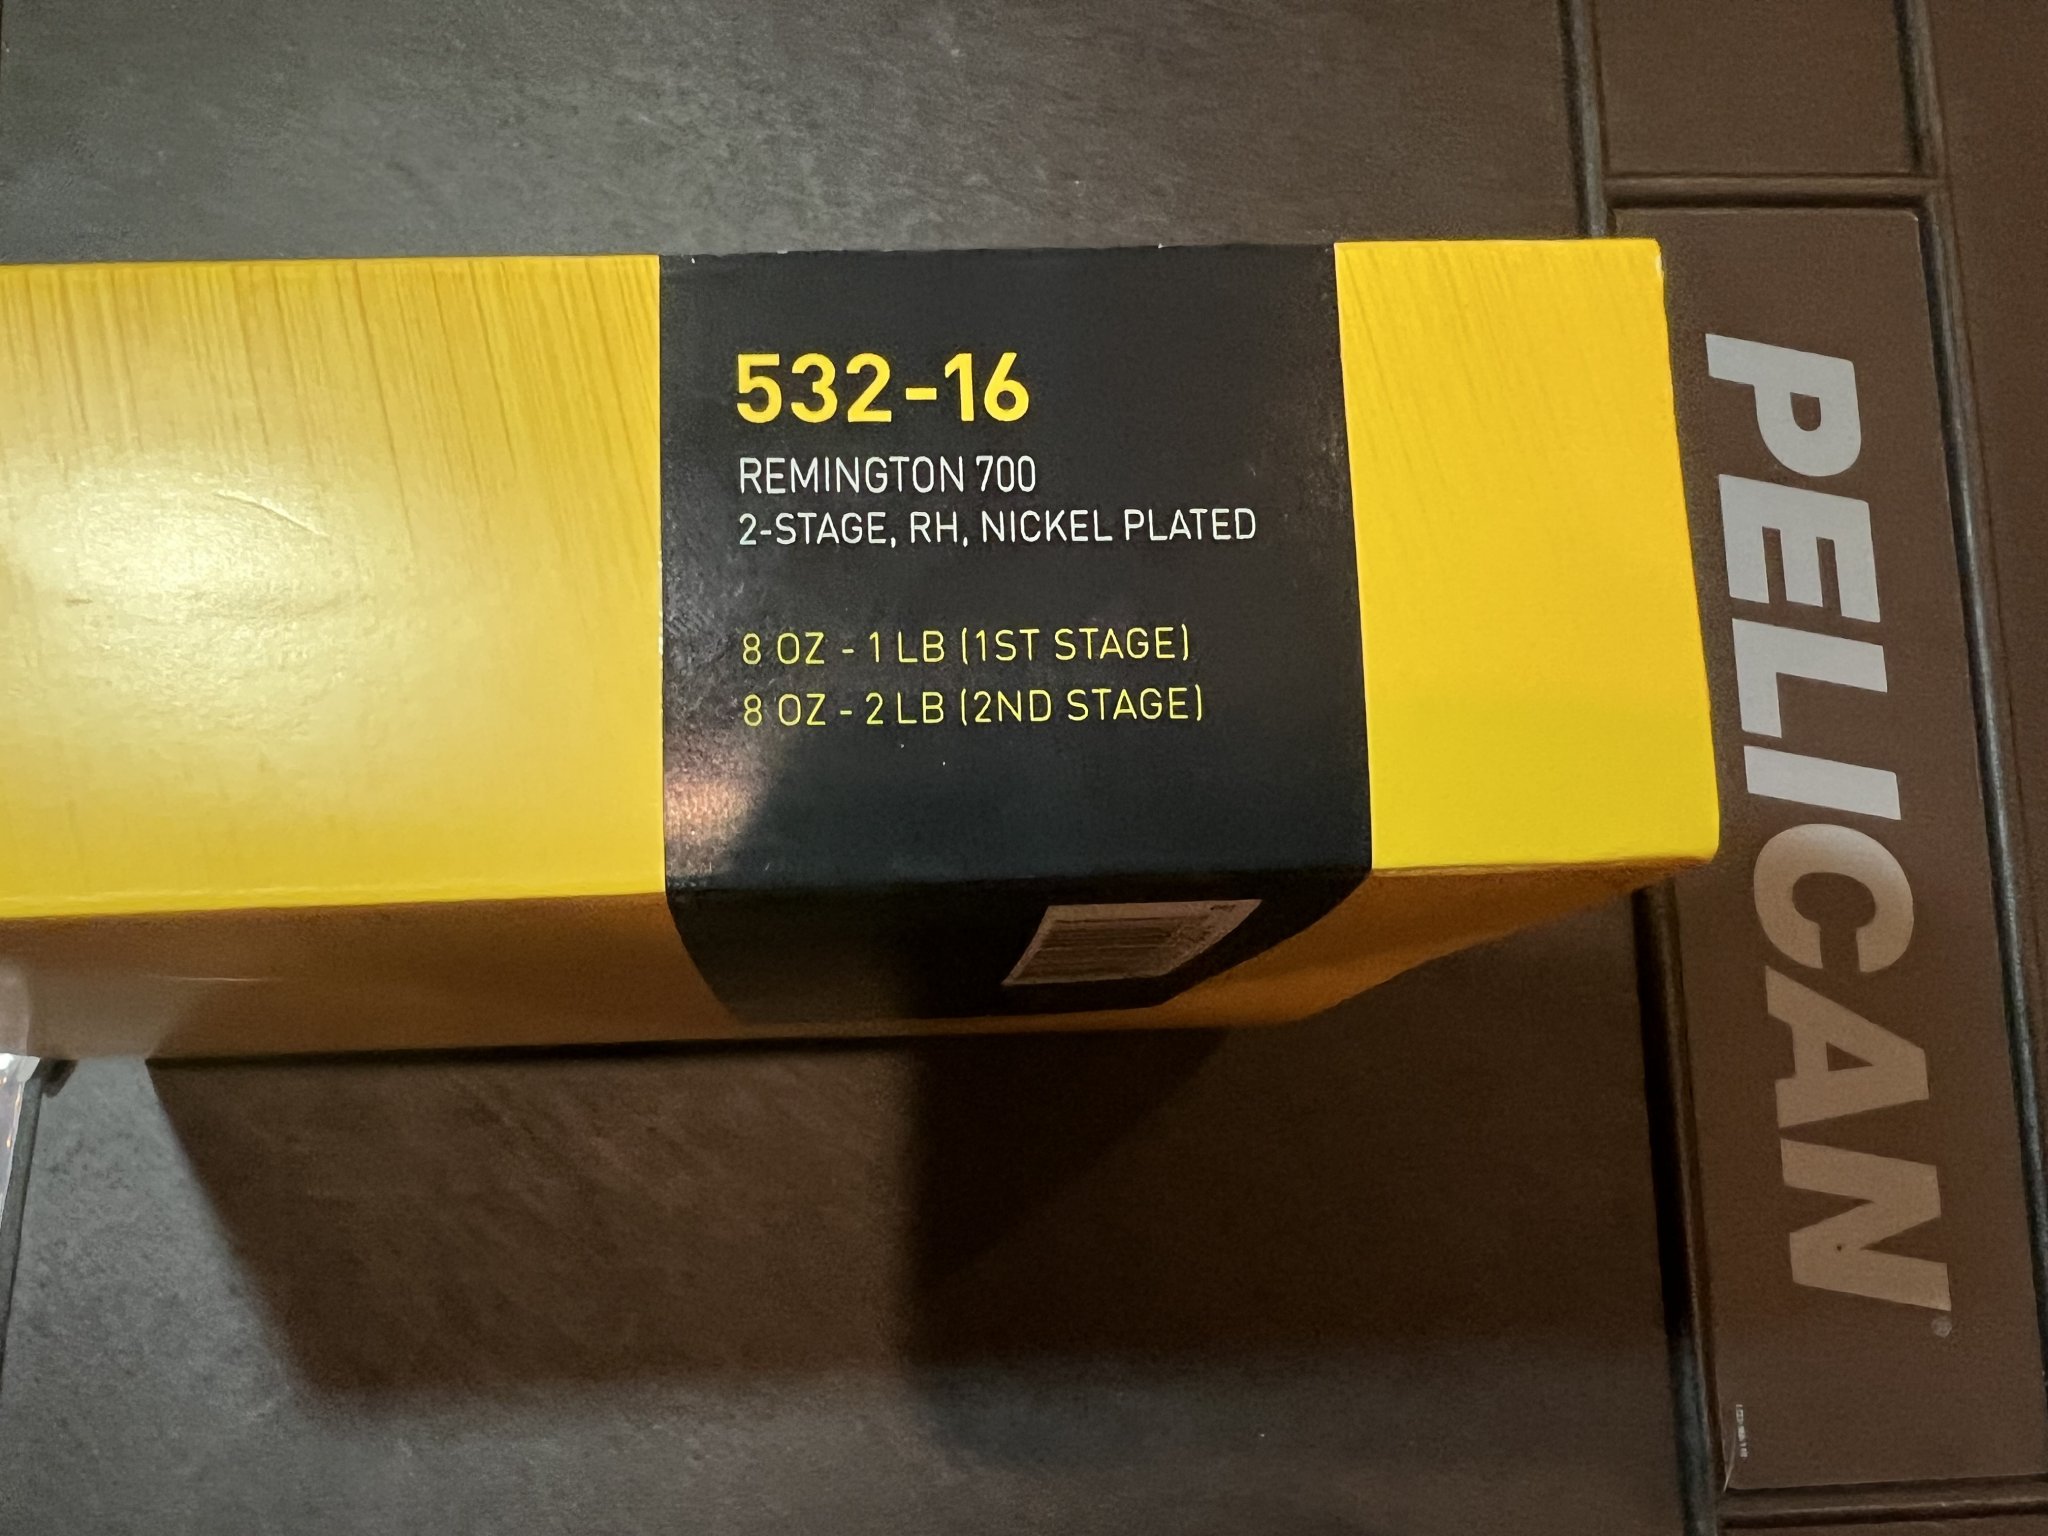 532-16
REMINGTON 700
2-STAGE, RH, NICKEL PLATED
8 OZ - 1 LB (1ST STAGE)
8 OZ - 2 LB (2ND STAGE)
PELICAN